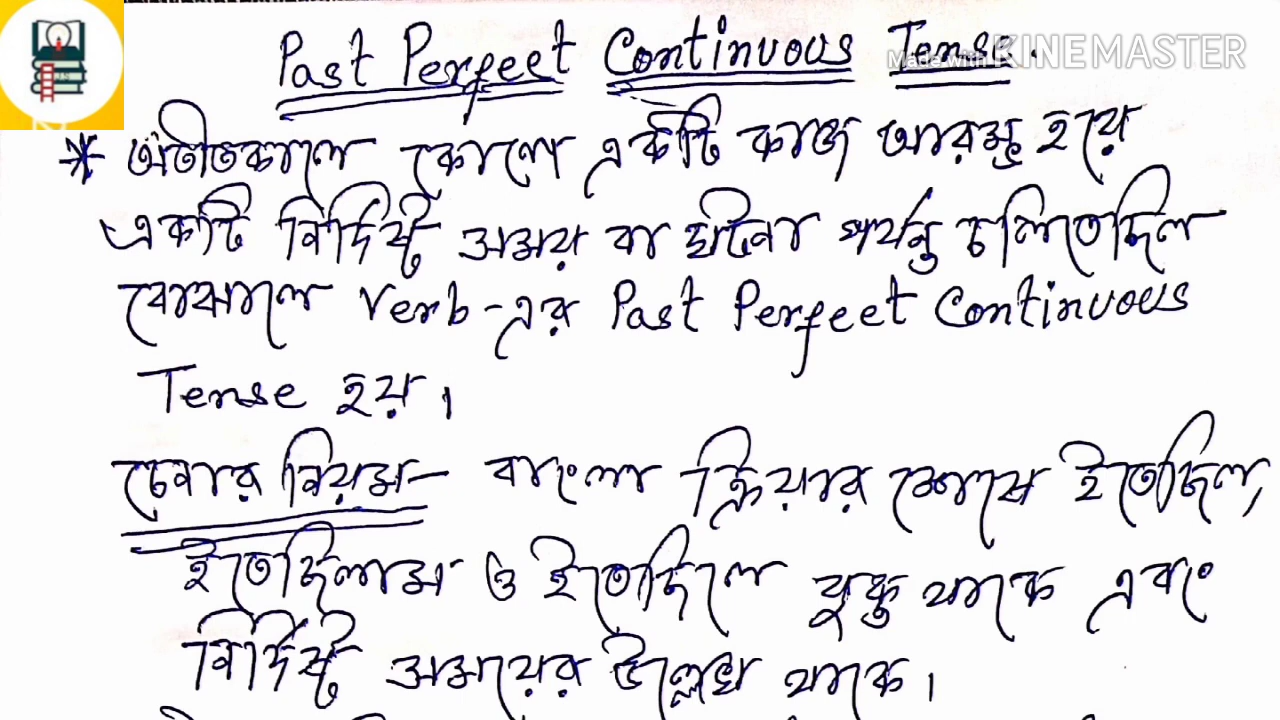 Past Perfect Continuous Tense.
Made with KINEMASTER
* অতীতকালে কোনো একটি কাজ আরম্ভ হয়ে
একটি নির্দিষ্ট সময় বা ঘটনা পর্যন্ত চলিতেছিল
বোঝালে Verb-এর Past Perfect Continuous
Tense হয়।
চেনার নিয়ম- বাংলা ক্রিয়ার শেষে ইতেছিল,
ইতেছিলাম ও ইতেছিলে যুক্ত থাকে এবং
নির্দিষ্ট সময়ের উল্লেখ থাকে।